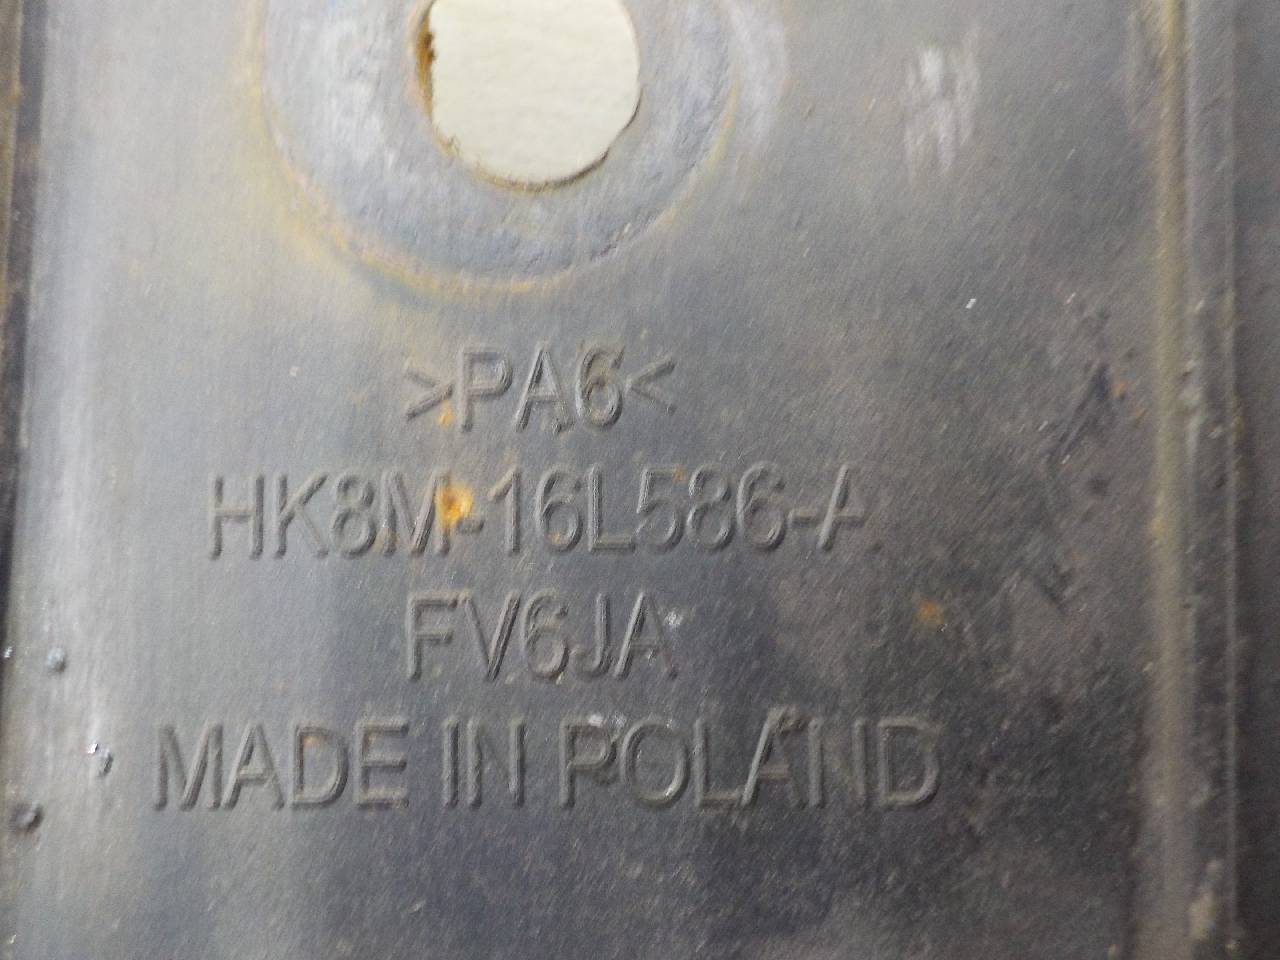 >PA6<
HK8M-16L586-A
FV6JA
MADE IN POLAND